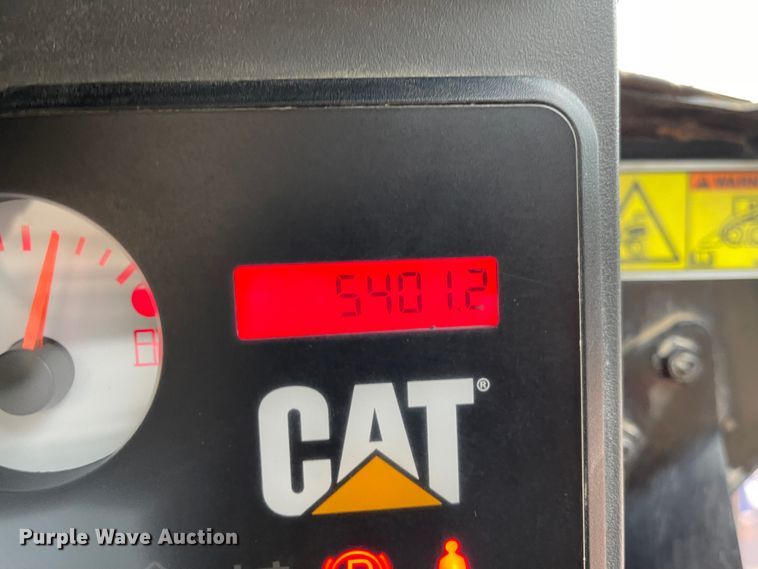 WARN
5401.2
CAT®
Purple Wave Auction
P